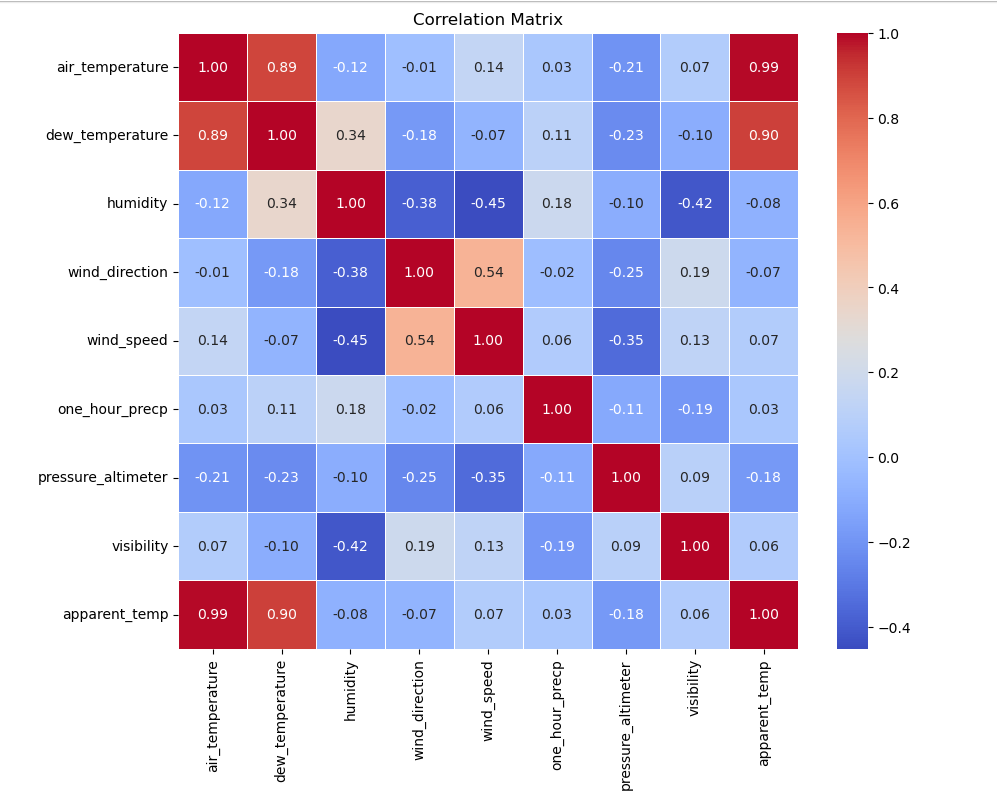 Correlation Matrix
air_temperature 1.00 0.89 -0.12 -0.01 0.14 0.03 -0.21 0.07 0.99
dew_temperature 0.89 1.00 0.34 -0.18 -0.07 0.11 -0.23 -0.10 0.90
humidity -0.12 0.34 1.00 -0.38 -0.45 0.18 -0.10 -0.42 -0.08
wind_direction -0.01 -0.18 -0.38 1.00 0.54 -0.02 -0.25 0.19 -0.07
wind_speed 0.14 -0.07 -0.45 0.54 1.00 0.06 -0.35 0.13 0.07
one_hour_precp 0.03 0.11 0.18 -0.02 0.06 1.00 -0.11 -0.19 0.03
pressure_altimeter -0.21 -0.23 -0.10 -0.25 -0.35 -0.11 1.00 0.09 -0.18
visibility 0.07 -0.10 -0.42 0.19 0.13 -0.19 0.09 1.00 0.06
apparent_temp 0.99 0.90 -0.08 -0.07 0.07 0.03 -0.18 0.06 1.00
air_temperature
dew_temperature
humidity
wind_direction
wind_speed
one_hour_precp
pressure_altimeter
visibility
apparent_temp
1.0
0.8
0.6
0.4
0.2
0.0
−0.2
−0.4